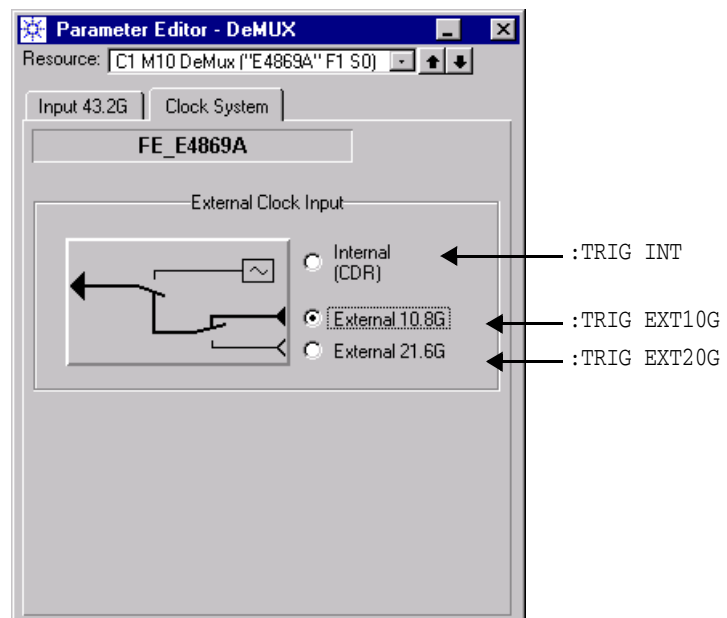 Parameter Editor - DeMUX
Resource: C1 M10 DeMux ("E4869A" F1 S0)
Input 43.2G Clock System
FE_E4869A
External Clock Input
Internal (CDR) :TRIG INT
External 10.8G :TRIG EXT10G
External 21.6G :TRIG EXT20G